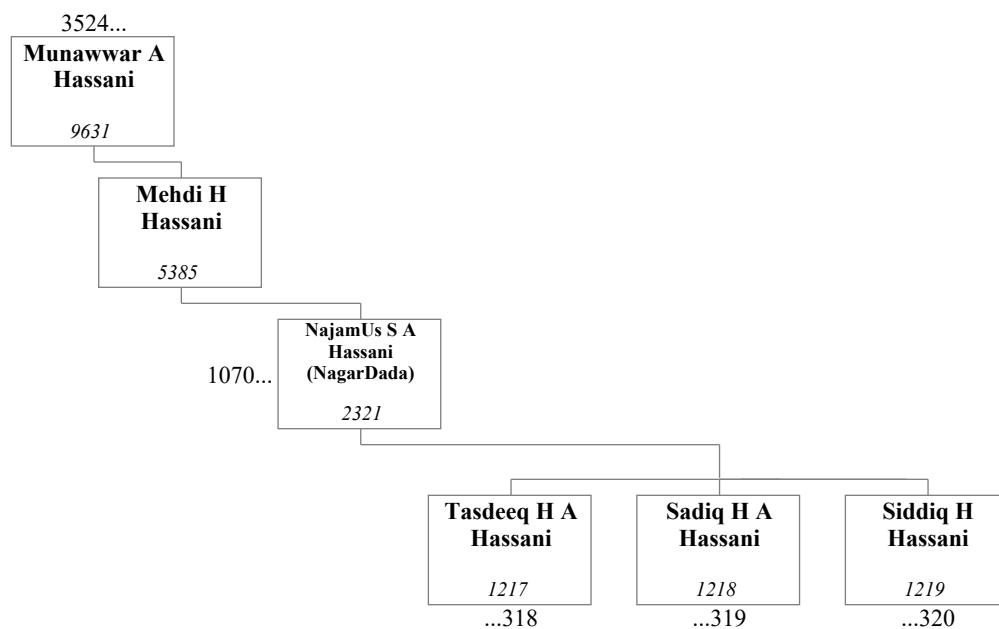 3524...
Munawwar A
Hassani
9631
Mehdi H
Hassani
5385
NajamUs S A
Hassani
(NagarDada)
1070...
2321
Tasdeeq H A
Hassani
1217
...318
Sadiq H A
Hassani
1218
...319
Siddiq H
Hassani
1219
...320